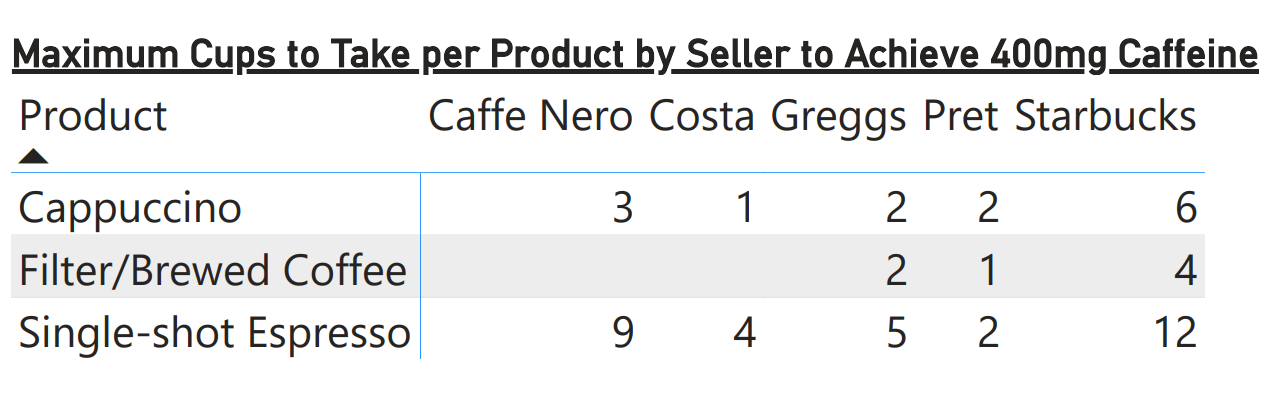 Maximum Cups to Take per Product by Seller to Achieve 400mg Caffeine
Product Caffe Nero Costa Greggs Pret Starbucks
Cappuccino 3 1 2 2 6
Filter/Brewed Coffee 2 1 4
Single-shot Espresso 9 4 5 2 12